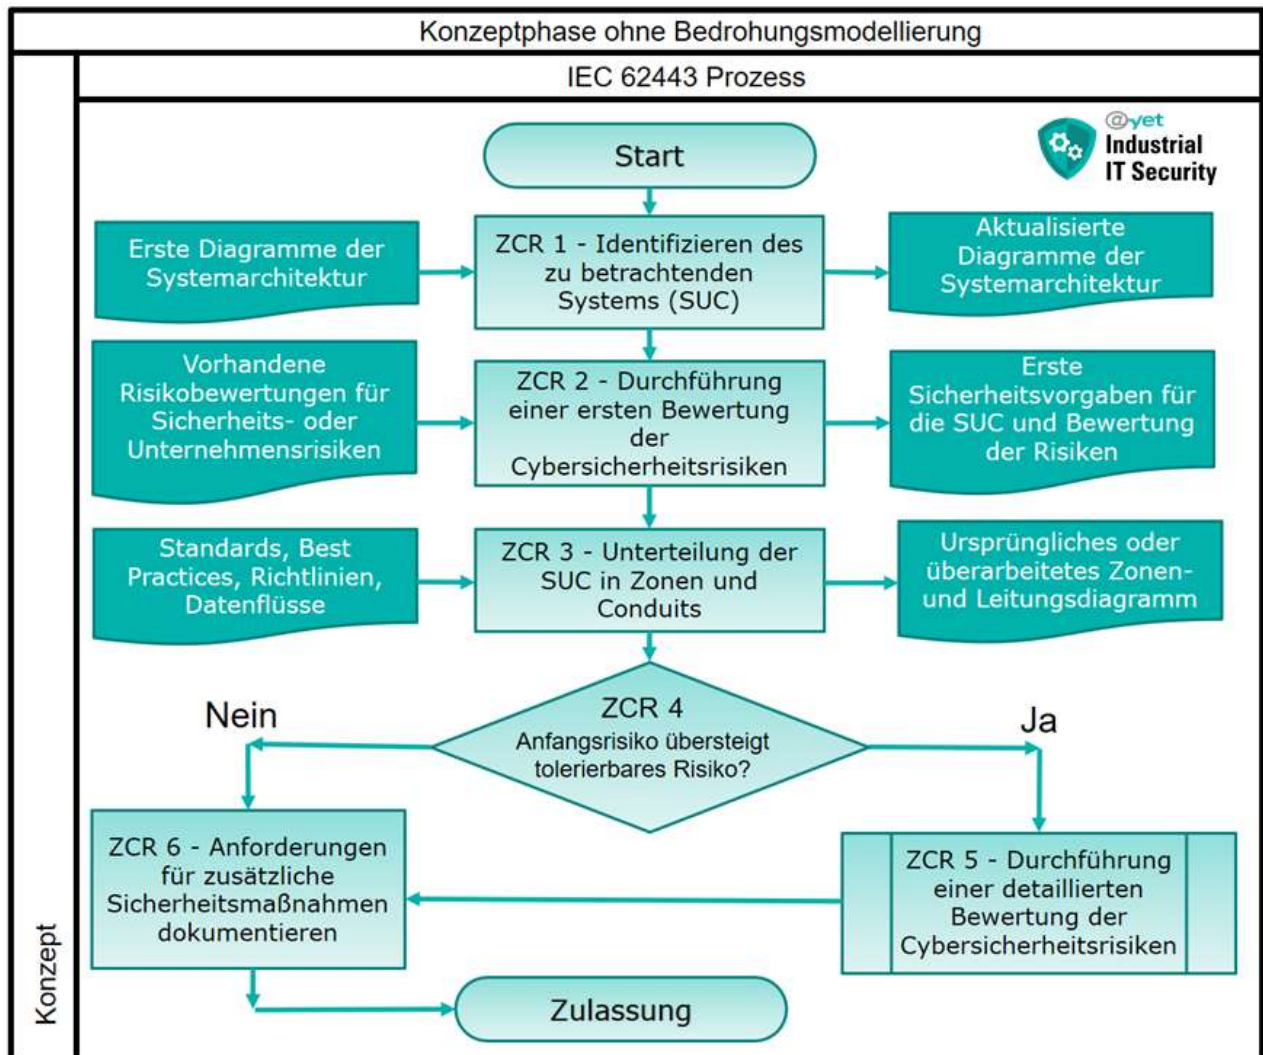 Konzeptphase ohne Bedrohungsmodellierung
IEC 62443 Prozess
@-yet
Industrial
IT Security
Start
Erste Diagramme der
Systemarchitektur
ZCR 1 - Identifizieren des
zu betrachtenden
Systems (SUC)
Aktualisierte
Diagramme der
Systemarchitektur
Vorhandene
Risikobewertungen für
Sicherheits- oder
Unternehmensrisiken
ZCR 2 - Durchführung
einer ersten Bewertung
der
Cybersicherheitsrisiken
Erste
Sicherheitsvorgaben für
die SUC und Bewertung
der Risiken
Standards, Best
Practices, Richtlinien,
Datenflüsse
ZCR 3 - Unterteilung der
SUC in Zonen und
Conduits
Ursprüngliches oder
überarbeitetes Zonen-
und Leitungsdiagramm
Nein
ZCR 4
Anfangsrisiko übersteigt
tolerierbares Risiko?
Ja
ZCR 6 - Anforderungen
für zusätzliche
Sicherheitsmaßnahmen
dokumentieren
ZCR 5 - Durchführung
einer detaillierten
Bewertung der
Cybersicherheitsrisiken
Zulassung
Konzept